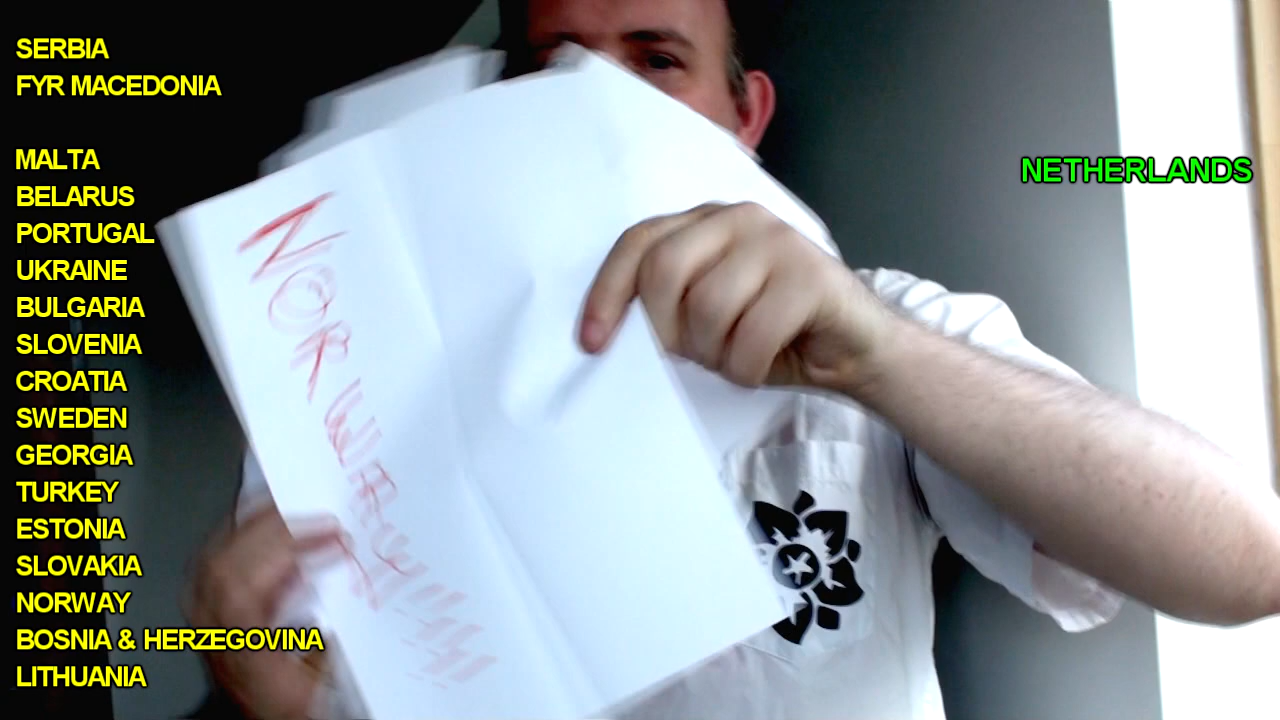 SERBIA
FYR MACEDONIA
MALTA
BELARUS
PORTUGAL
UKRAINE
BULGARIA
SLOVENIA
CROATIA
SWEDEN
GEORGIA
TURKEY
ESTONIA
SLOVAKIA
NORWAY
BOSNIA & HERZEGOVINA
LITHUANIA
NETHERLANDS
NORWAY!!!!